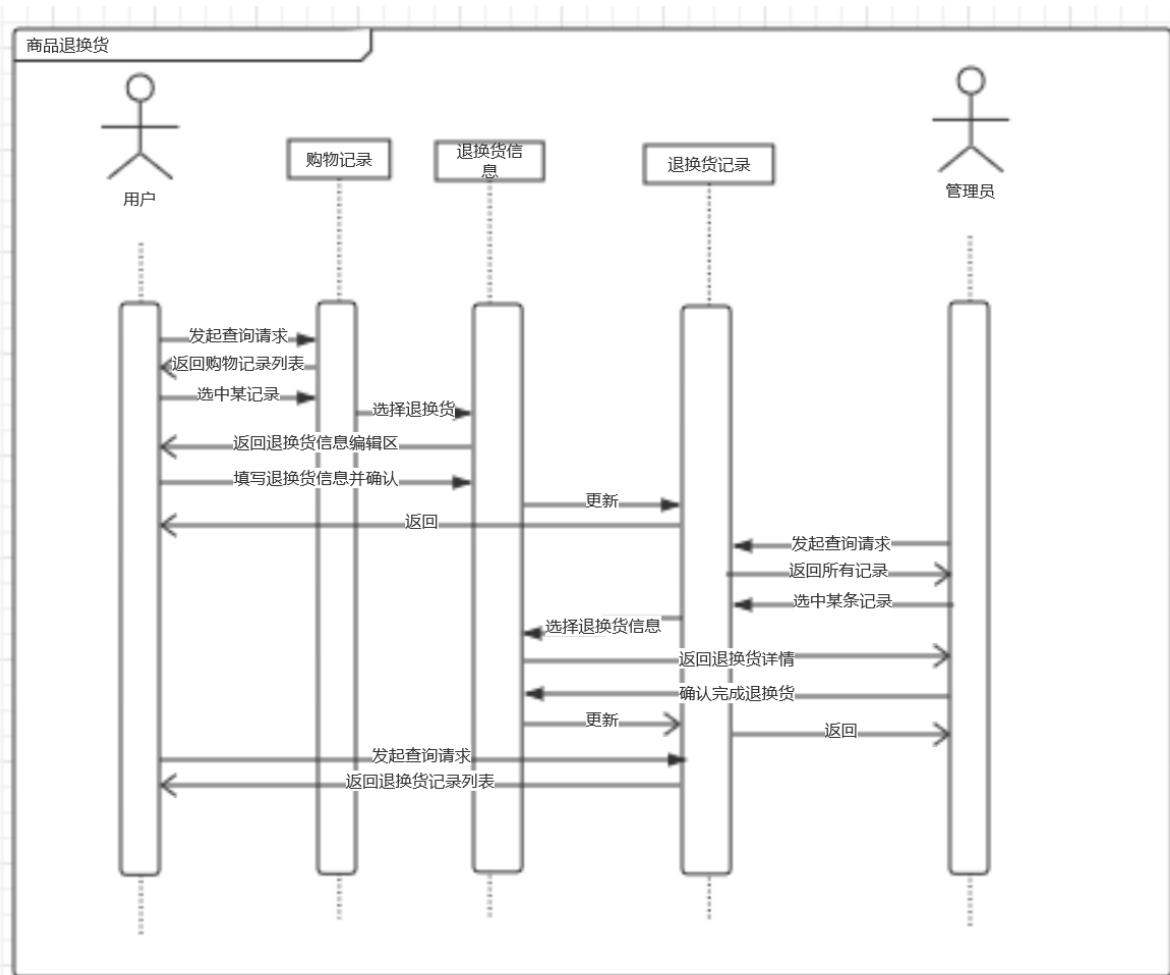 商品退换货
用户
购物记录
退换货信
息
退换货记录
管理员
发起查询请求
返回购物记录列表
选中某记录
选择退换货
返回退换货信息编辑区
填写退换货信息并确认
更新
返回
发起查询请求
返回所有记录
选中某条记录
选择退换货信息
返回退换货详情
确认完成退换货
更新
返回
发起查询请求
返回退换货记录列表